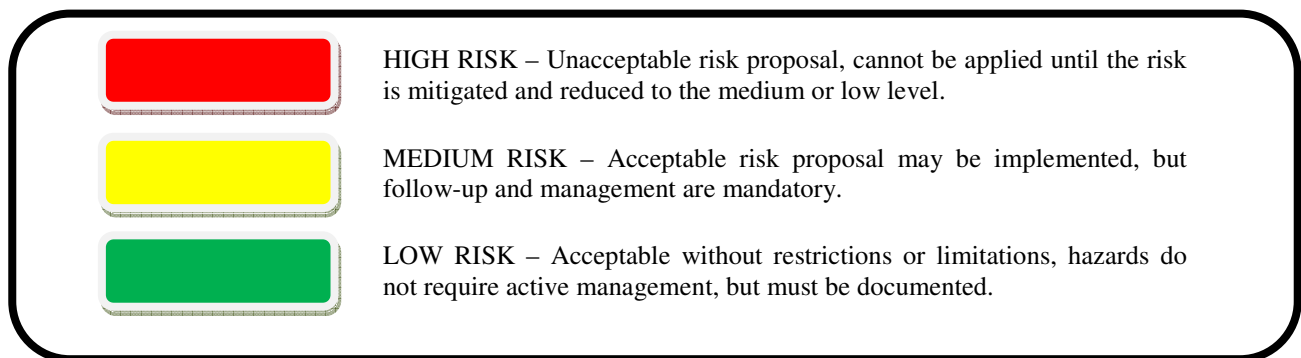 HIGH RISK – Unacceptable risk proposal, cannot be applied until the risk
is mitigated and reduced to the medium or low level.
MEDIUM RISK – Acceptable risk proposal may be implemented, but
follow-up and management are mandatory.
LOW RISK – Acceptable without restrictions or limitations, hazards do
not require active management, but must be documented.